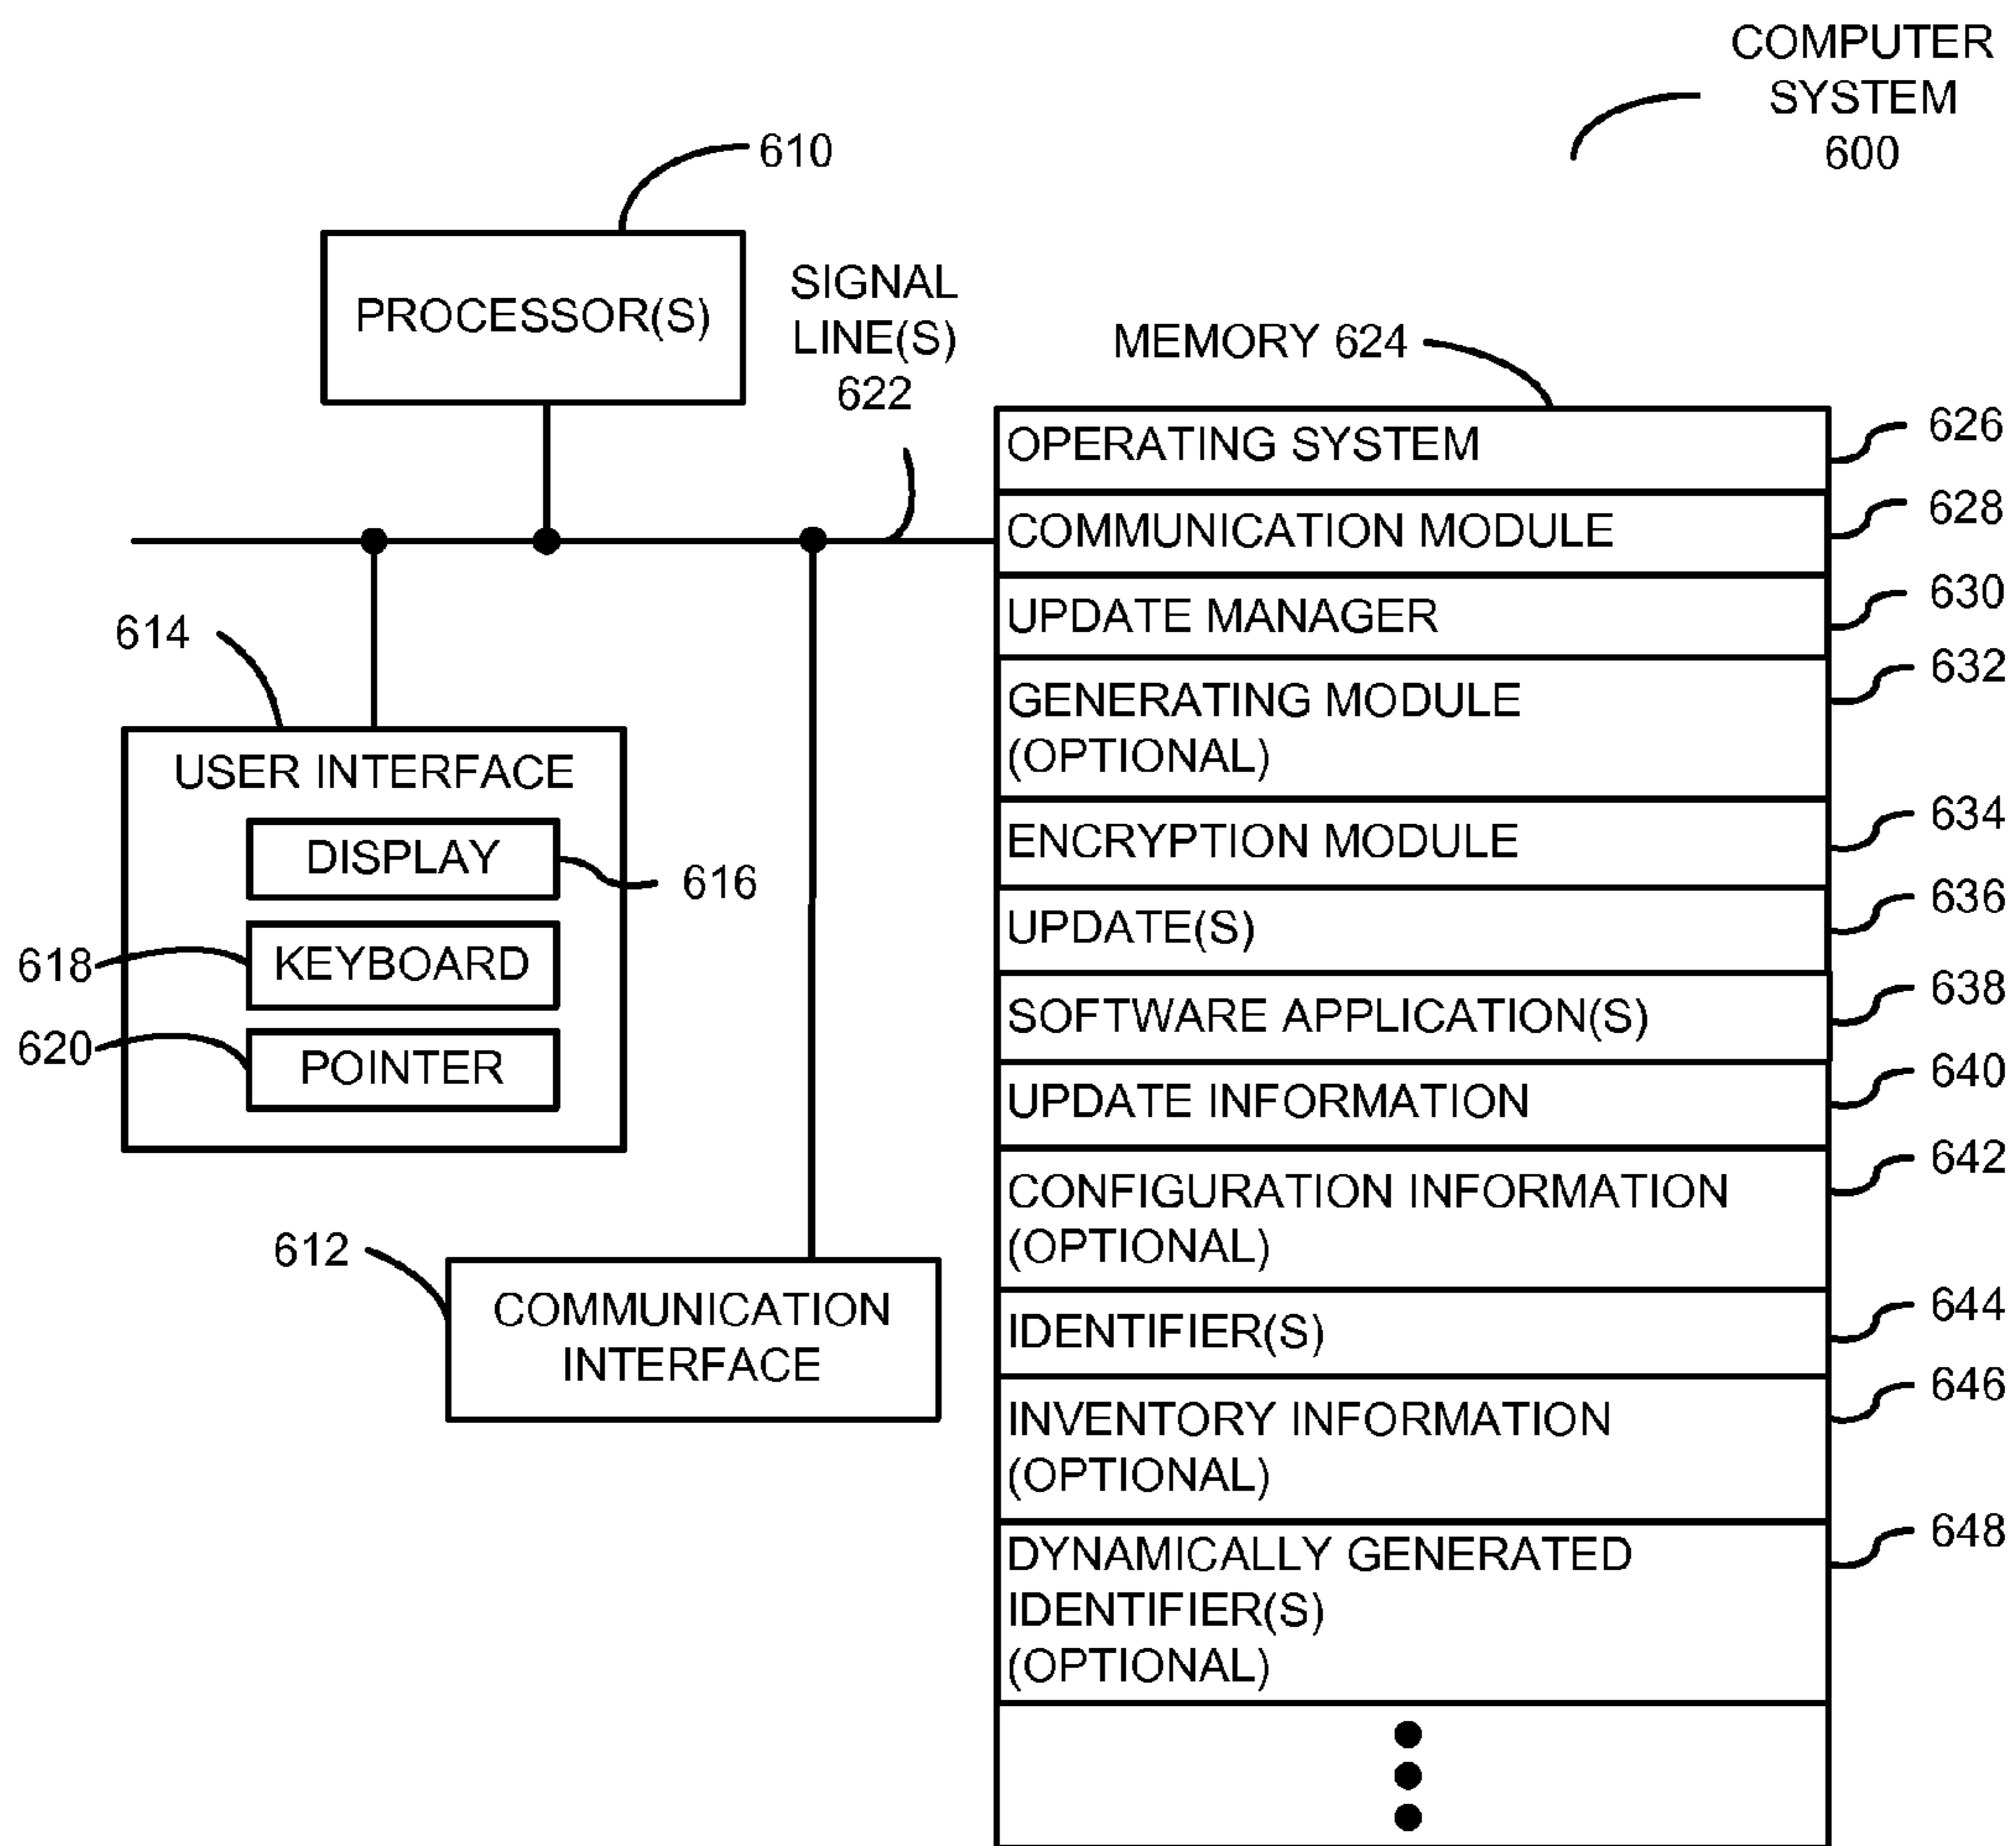 COMPUTER
SYSTEM
600
610
PROCESSOR(S)
SIGNAL
LINE(S)
622
MEMORY 624
OPERATING SYSTEM
626
COMMUNICATION MODULE
628
UPDATE MANAGER
630
GENERATING MODULE
(OPTIONAL)
632
ENCRYPTION MODULE
634
UPDATE(S)
636
SOFTWARE APPLICATION(S)
638
UPDATE INFORMATION
640
CONFIGURATION INFORMATION
(OPTIONAL)
642
IDENTIFIER(S)
644
INVENTORY INFORMATION
(OPTIONAL)
646
DYNAMICALLY GENERATED
IDENTIFIER(S)
(OPTIONAL)
648
614
USER INTERFACE
DISPLAY
616
618
KEYBOARD
620
POINTER
612
COMMUNICATION
INTERFACE